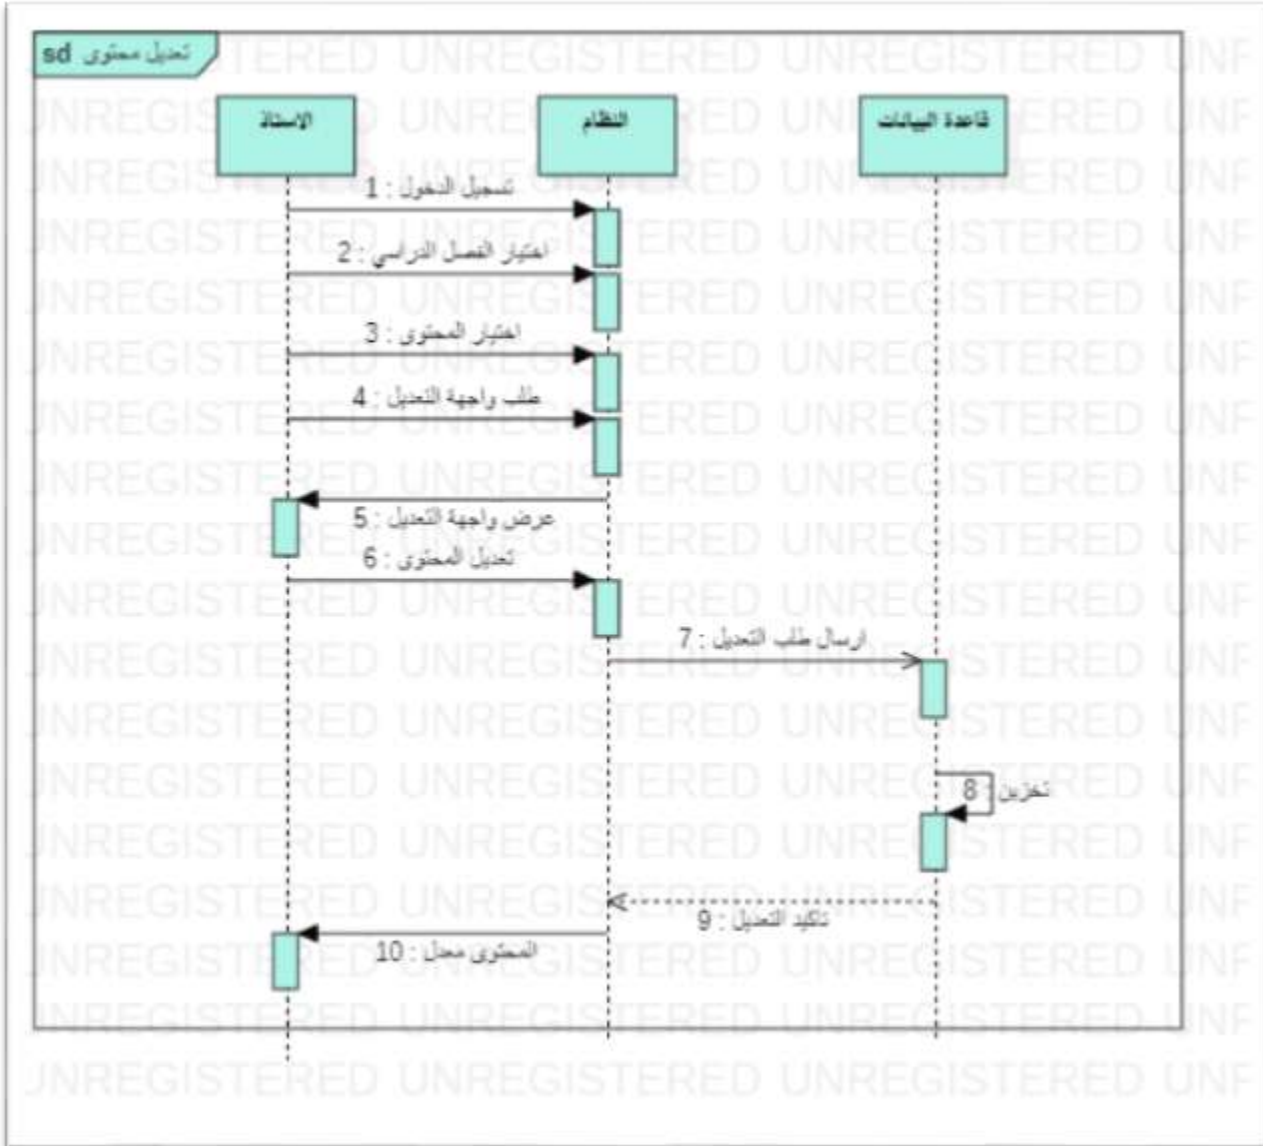 sd تعديل محتوى
الاستاذ
النظام
قاعدة البيانات
1 : تسجيل الدخول
2 : اختيار الفصل الدراسي
3 : اختيار المحتوى
4 : طلب واجهة التعديل
5 : عرض واجهة التعديل
6 : تعديل المحتوى
7 : ارسال طلب التعديل
8 : تخزين
9 : تاكيد التعديل
10 : المحتوى معدل
UNREGISTERED